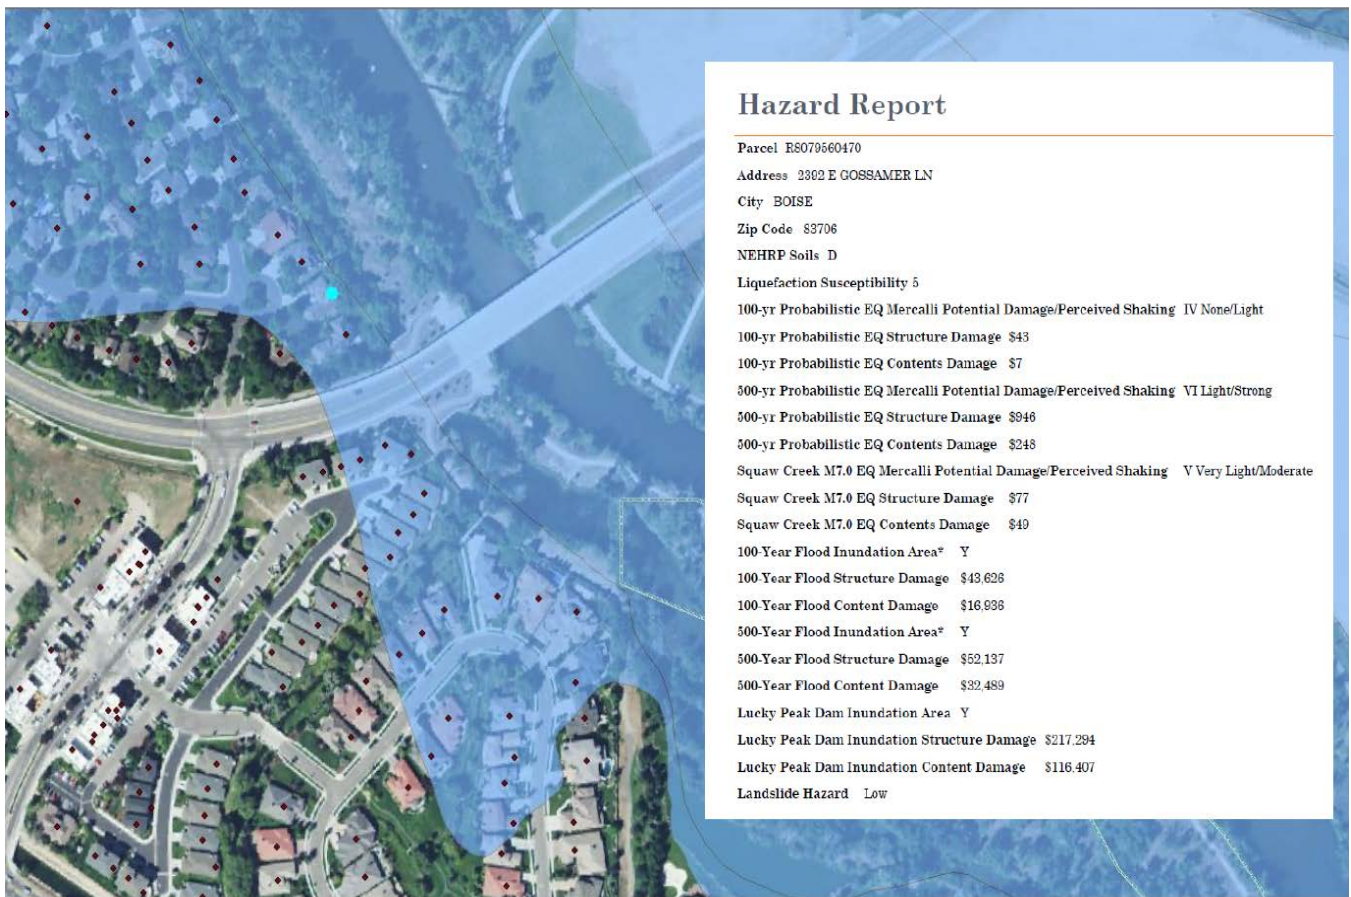 Hazard Report
Parcel R8079560470
Address 2392 E GOSSAMER LN
City BOISE
Zip Code 83706
NEHRP Soils D
Liquefaction Susceptibility 5
100-yr Probabilistic EQ Mercalli Potential Damage/Perceived Shaking IV None/Light
100-yr Probabilistic EQ Structure Damage $43
100-yr Probabilistic EQ Contents Damage $7
500-yr Probabilistic EQ Mercalli Potential Damage/Perceived Shaking VI Light/Strong
500-yr Probabilistic EQ Structure Damage $946
500-yr Probabilistic EQ Contents Damage $248
Squaw Creek M7.0 EQ Mercalli Potential Damage/Perceived Shaking V Very Light/Moderate
Squaw Creek M7.0 EQ Structure Damage $77
Squaw Creek M7.0 EQ Contents Damage $49
100-Year Flood Inundation Area* Y
100-Year Flood Structure Damage $43,626
100-Year Flood Content Damage $16,936
500-Year Flood Inundation Area* Y
500-Year Flood Structure Damage $52,137
500-Year Flood Content Damage $32,489
Lucky Peak Dam Inundation Area Y
Lucky Peak Dam Inundation Structure Damage $217,294
Lucky Peak Dam Inundation Content Damage $116,407
Landslide Hazard Low